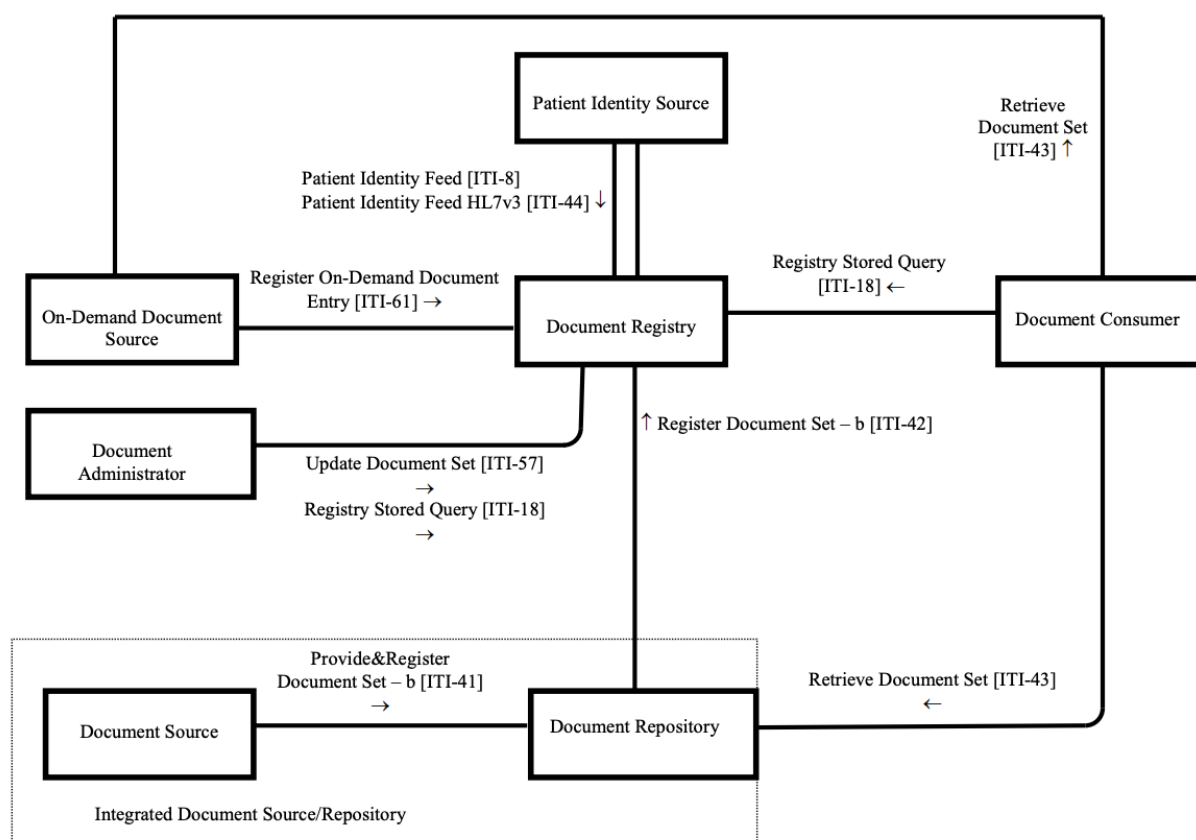 Patient Identity Source
Retrieve
Document Set
[ITI-43] ↑
Patient Identity Feed [ITI-8]
Patient Identity Feed HL7v3 [ITI-44] ↓
Register On-Demand Document
Entry [ITI-61] →
Registry Stored Query
[ITI-18] ←
On-Demand Document
Source
Document Registry
Document Consumer
↑ Register Document Set – b [ITI-42]
Document
Administrator
Update Document Set [ITI-57]
→
Registry Stored Query [ITI-18]
→
Provide&Register
Document Set – b [ITI-41]
→
Retrieve Document Set [ITI-43]
←
Document Source
Document Repository
Integrated Document Source/Repository